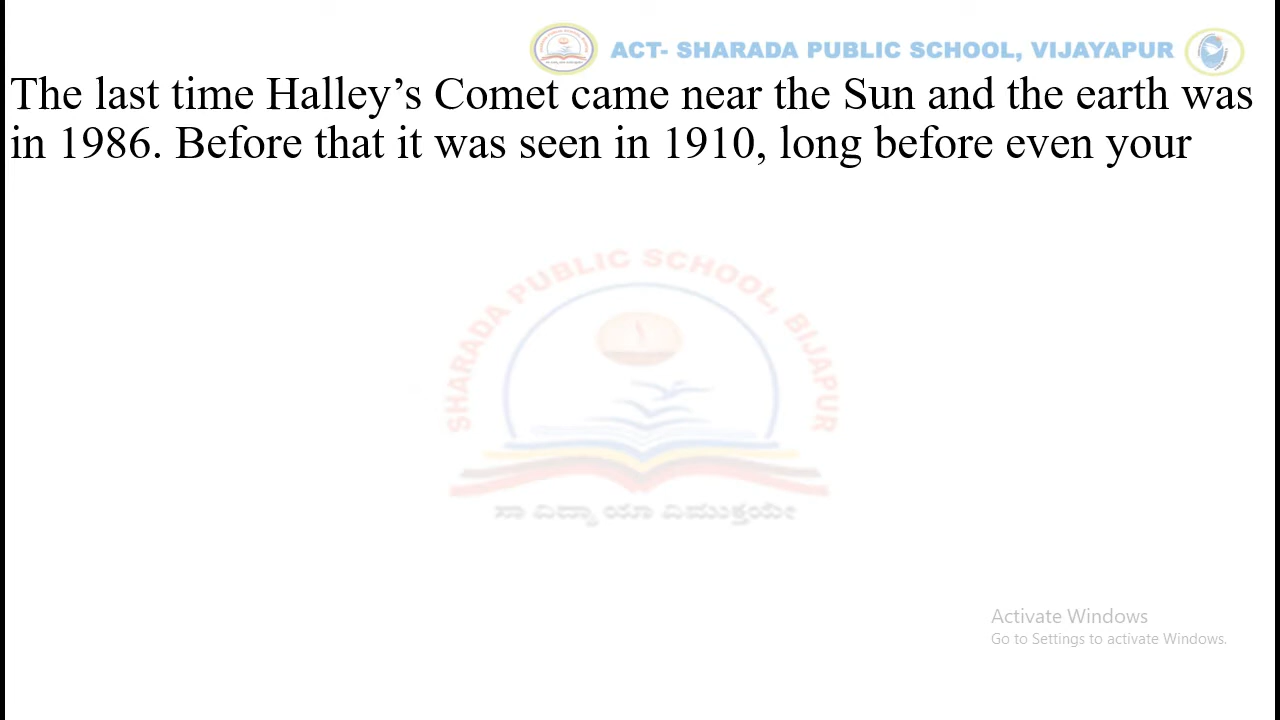 ACT- SHARADA PUBLIC SCHOOL, VIJAYAPUR
The last time Halley’s Comet came near the Sun and the earth was
in 1986. Before that it was seen in 1910, long before even your
SHARADA PUBLIC SCHOOL, BIJAPUR
ಸಾ ವಿದ್ಯಾ ಯಾ ವಿಮುಕ್ತಯೇ
Activate Windows
Go to Settings to activate Windows.